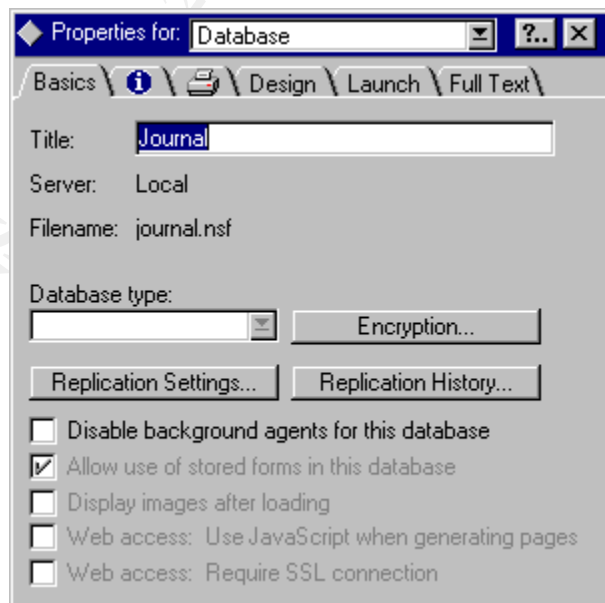 Properties for: Database ?..
Basics i Design Launch Full Text
Title: Journal
Server: Local
Filename: journal.nsf
Database type:
Encryption...
Replication Settings... Replication History...
Disable background agents for this database
Allow use of stored forms in this database
Display images after loading
Web access: Use JavaScript when generating pages
Web access: Require SSL connection